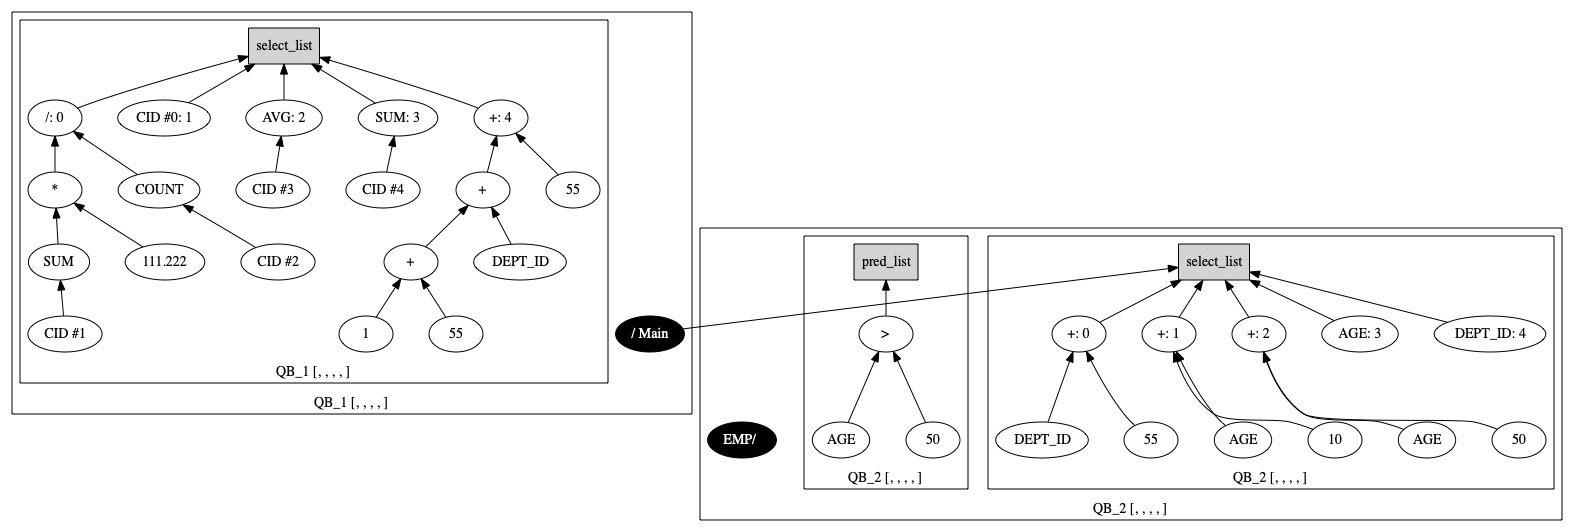 select_list
/: 0
CID #0: 1
AVG: 2
SUM: 3
+: 4
*
COUNT
CID #3
CID #4
+
55
SUM
111.222
CID #2
+
DEPT_ID
CID #1
1
55
/ Main
QB_1 [, , , , ]
QB_1 [, , , , ]
pred_list
>
EMP/
AGE
50
QB_2 [, , , , ]
select_list
+: 0
+: 1
+: 2
AGE: 3
DEPT_ID: 4
DEPT_ID
55
AGE
10
AGE
50
QB_2 [, , , , ]
QB_2 [, , , , ]